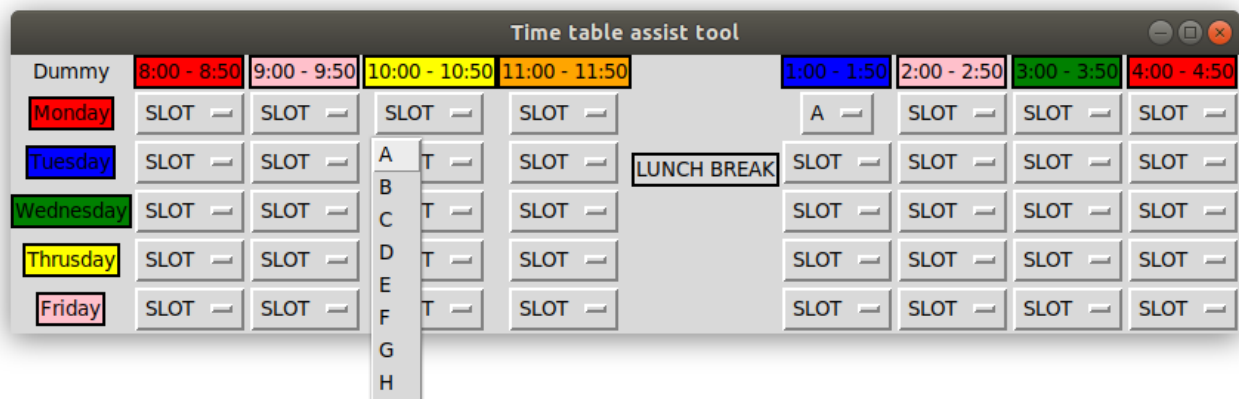 Time table assist tool
Dummy 8:00 - 8:50 9:00 - 9:50 10:00 - 10:50 11:00 - 11:50 1:00 - 1:50 2:00 - 2:50 3:00 - 3:50 4:00 - 4:50
Monday SLOT SLOT SLOT SLOT A SLOT SLOT SLOT
Tuesday SLOT SLOT A T SLOT LUNCH BREAK SLOT SLOT SLOT SLOT
B
Wednesday SLOT SLOT C T SLOT SLOT SLOT SLOT SLOT
Thrusday SLOT SLOT D T SLOT SLOT SLOT SLOT SLOT
E
Friday SLOT SLOT F T SLOT SLOT SLOT SLOT SLOT
G
H